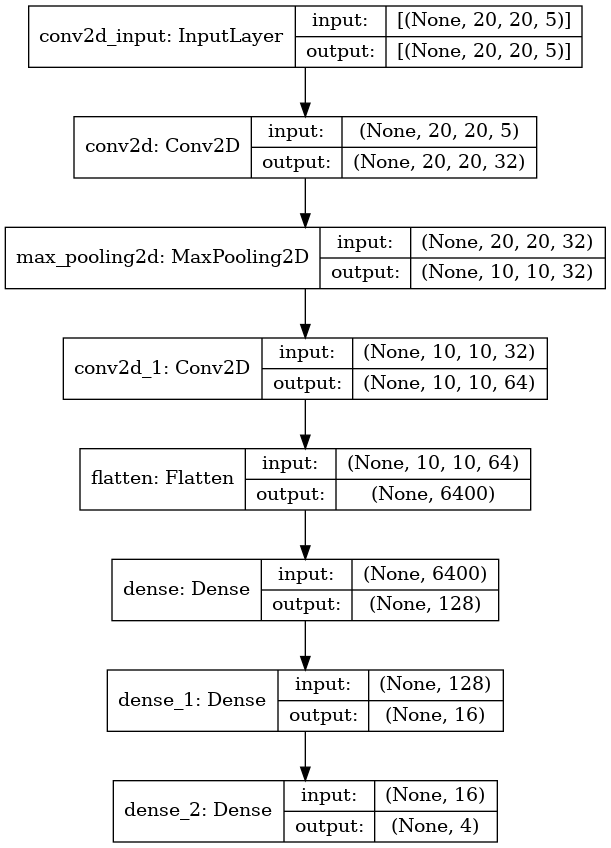 conv2d_input: InputLayer
input: [(None, 20, 20, 5)]
output: [(None, 20, 20, 5)]
conv2d: Conv2D
input: (None, 20, 20, 5)
output: (None, 20, 20, 32)
max_pooling2d: MaxPooling2D
input: (None, 20, 20, 32)
output: (None, 10, 10, 32)
conv2d_1: Conv2D
input: (None, 10, 10, 32)
output: (None, 10, 10, 64)
flatten: Flatten
input: (None, 10, 10, 64)
output: (None, 6400)
dense: Dense
input: (None, 6400)
output: (None, 128)
dense_1: Dense
input: (None, 128)
output: (None, 16)
dense_2: Dense
input: (None, 16)
output: (None, 4)